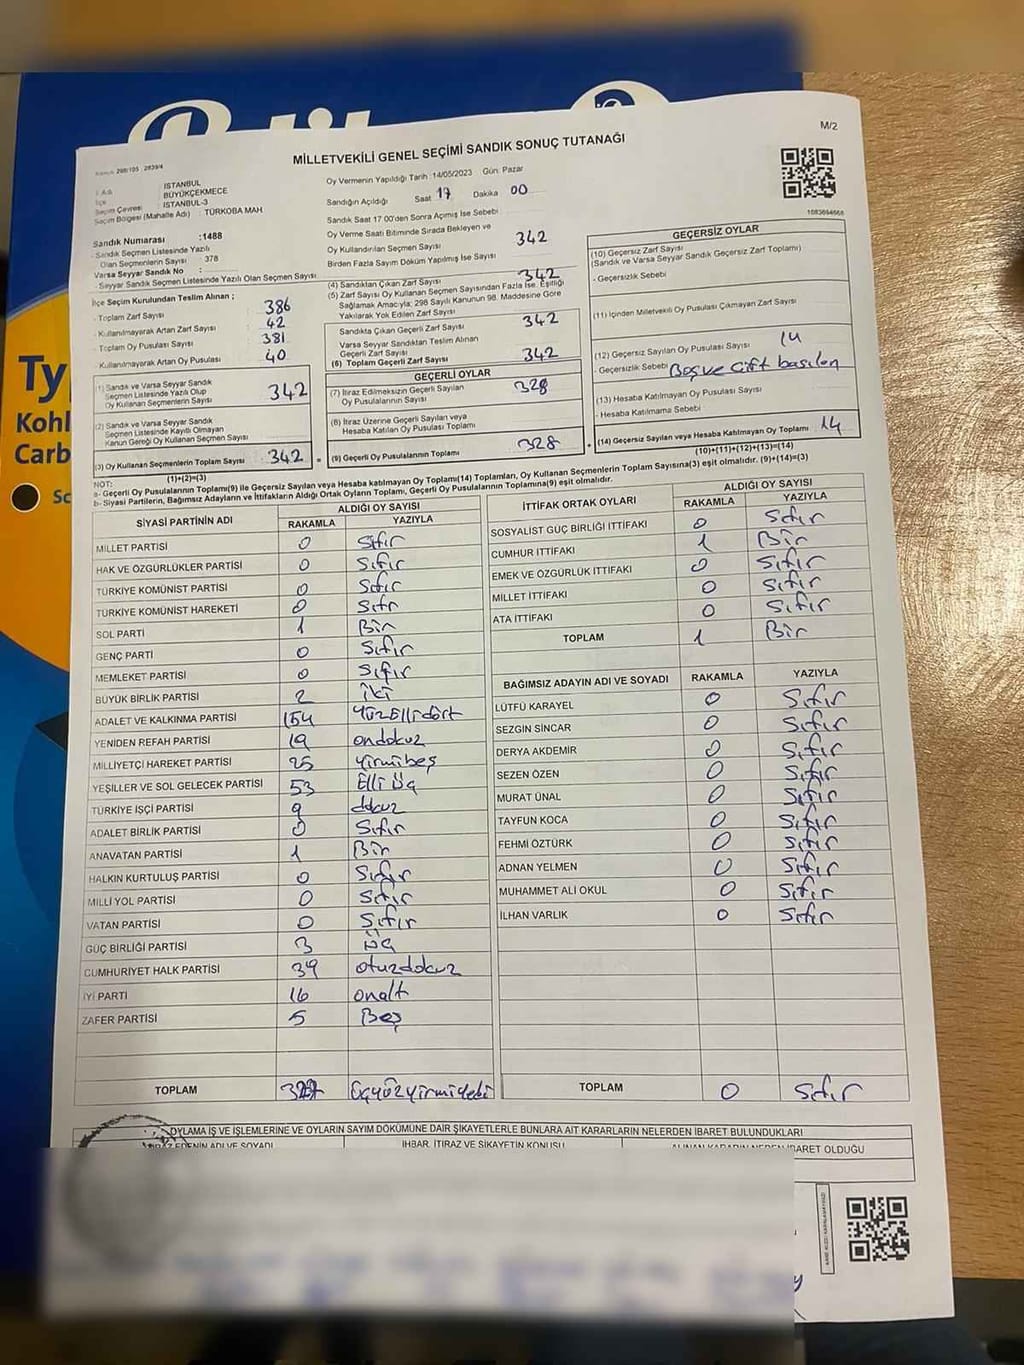 M/2
MİLLETVEKİLİ GENEL SEÇİMİ SANDIK SONUÇ TUTANAĞI
298/105 2839/4
İli Adı : İSTANBUL
İlçe : BÜYÜKÇEKMECE
Seçim Çevresi : İSTANBUL-3
Seçim Bölgesi (Mahalle Adı) : TÜRKOBA MAH
Sandık Numarası : 1488
- Sandık Seçmen Listesinde Yazılı
Olan Seçmenlerin Sayısı : 378
Varsa Seyyar Sandık No :
- Seyyar Sandık Seçmen Listesinde Yazılı Olan Seçmen Sayısı
Oy Vermenin Yapıldığı Tarih : 14/05/2023 Gün: Pazar
Sandığın Açıldığı Saat 17 Dakika 00
Sandık Saat 17 00'den Sonra Açımış İse Sebebi
Oy Verme Saati Bitiminde Sırada Bekleyen ve
Oy Kullandırılan Seçmen Sayısı 342
Birden Fazla Sayım Döküm Yapılmış İse Sayısı
1083694668
İlçe Seçim Kurulundan Teslim Alınan ;
- Toplam Zarf Sayısı 386
- Kullanılmayarak Artan Zarf Sayısı 42
- Toplam Oy Pusulası Sayısı 381
- Kullanılmayarak Artan Oy Pusulası 40
(1) Sandık ve Varsa Seyyar Sandık
Seçmen Listesinde Yazılı Olup
Oy Kullanan Seçmenlerin Sayısı 342
(2) Sandık ve Varsa Seyyar Sandık
Seçmen Listesinde Kayıtlı Olmayan
Kanun Gereği Oy Kullanan Seçmen Sayısı
(3) Oy Kullanan Seçmenlerin Toplam Sayısı 342
(1)+(2)=(3)
(4) Sandıktan Çıkan Zarf Sayısı 342
(5) Zarf Sayısı Oy Kullanan Seçmen Sayısından Fazla İse. Eşitliği
Sağlamak Amacıyla; 298 Sayılı Kanunun 98. Maddesine Göre
Yakılarak Yok Edilen Zarf Sayısı
Sandıkta Çıkan Geçerli Zarf Sayısı 342
Varsa Seyyar Sandıktan Teslim Alınan
Geçerli Zarf Sayısı
(6) Toplam Geçerli Zarf Sayısı 342
GEÇERLİ OYLAR
(7) İtiraz Edilmeksizin Geçerli Sayılan
Oy Pusulasının Sayısı 328
(8) İtiraz Üzerine Geçerli Sayılan veya
Hesaba Katılan Oy Pusulası Toplamı
(9) Geçerli Oy Pusulalarının Toplamı 328
GEÇERSİZ OYLAR
(10) Geçersiz Zarf Sayısı
(Sandık ve Varsa Seyyar Sandık Geçersiz Zarf Toplamı)
- Geçersizlik Sebebi
(11) İçinden Milletvekili Oy Pusulası Çıkmayan Zarf Sayısı
(12) Geçersiz Sayılan Oy Pusulası Sayısı 14
- Geçersizlik Sebebi Boş ve Çift basılan
(13) Hesaba Katılmayan Oy Pusulası Sayısı
- Hesaba Katılmama Sebebi
(14) Geçersiz Sayılan veya Hesaba Katılmayan Oy Toplamı 14
(10)+(11)+(12)+(13)=(14)
NOT:
a- Geçerli Oy Pusulalarının Toplamı(9) ile Geçersiz Sayılan veya Hesaba katılmayan Oy Toplamı(14) Toplamları, Oy Kullanan Seçmenlerin Toplam Sayısına(3) eşit olmalıdır. (9)+(14)=(3)
b- Siyasi Partilerin, Bağımsız Adayların ve İttifakların Aldığı Ortak Oyların Toplamı, Geçerli Oy Pusulalarının Toplamına(9) eşit olmalıdır.
SİYASİ PARTİNİN ADI ALDIĞI OY SAYISI
RAKAMLA YAZIYLA
MİLLET PARTİSİ 0 Sıfır
HAK VE ÖZGÜRLÜKLER PARTİSİ 0 Sıfır
TÜRKİYE KOMÜNİST PARTİSİ 0 Sıfır
TÜRKİYE KOMÜNİST HAREKETİ 0 Sıfr
SOL PARTİ 1 Bir
GENÇ PARTİ 0 Sıfır
MEMLEKET PARTİSİ 0 Sıfır
BÜYÜK BİRLİK PARTİSİ 2 iki
ADALET VE KALKINMA PARTİSİ 154 YüzEllidört
YENİDEN REFAH PARTİSİ 19 ondokuz
MİLLİYETÇİ HAREKET PARTİSİ 25 yirmibeş
YEŞİLLER VE SOL GELECEK PARTİSİ 53 Elli Üç
TÜRKİYE İŞÇİ PARTİSİ 9 dokuz
ADALET BİRLİK PARTİSİ 0 Sıfır
ANAVATAN PARTİSİ 1 Bir
HALKIN KURTULUŞ PARTİSİ 0 Sıfır
MİLLİ YOL PARTİSİ 0 Sıfır
VATAN PARTİSİ 0 Sıfır
GÜÇ BİRLİĞİ PARTİSİ 3 Üç
CUMHURİYET HALK PARTİSİ 39 otuzdokuz
İYİ PARTİ 16 onaltı
ZAFER PARTİSİ 5 Beş
TOPLAM 327 üçyüzyirmiyedi
İTTİFAK ORTAK OYLARI ALDIĞI OY SAYISI
RAKAMLA YAZIYLA
SOSYALİST GÜÇ BİRLİĞİ İTTİFAKI 0 Sıfır
CUMHUR İTTİFAKI 1 Bir
EMEK VE ÖZGÜRLÜK İTTİFAKI 0 Sıfır
MİLLET İTTİFAKI 0 Sıfır
ATA İTTİFAKI 0 Sıfır
TOPLAM 1 Bir
BAĞIMSIZ ADAYIN ADI VE SOYADI RAKAMLA YAZIYLA
LÜTFÜ KARAYEL 0 Sıfır
SEZGİN SİNCAR 0 Sıfır
DERYA AKDEMİR 0 Sıfır
SEZEN ÖZEN 0 Sıfır
MURAT ÜNAL 0 Sıfır
TAYFUN KOCA 0 Sıfır
FEHMİ ÖZTÜRK 0 Sıfır
ADNAN YELMEN 0 Sıfır
MUHAMMET ALİ OKUL 0 Sıfır
İLHAN VARLIK 0 Sıfır
TOPLAM 0 Sıfır
OYLAMA İŞ VE İŞLEMLERİNE VE OYLARIN SAYIM DÖKÜMÜNE DAİR ŞİKAYETLERLE BUNLARA AİT KARARLARIN NELERDEN İBARET BULUNDUKLARI
İTİRAZ EDENİN ADI VE SOYADI İHBAR, İTİRAZ VE ŞİKAYETİN KONUSU ALINAN KARARIN NEDEN İBARET OLDUĞU
Ty
Kohl
Carb
Sc